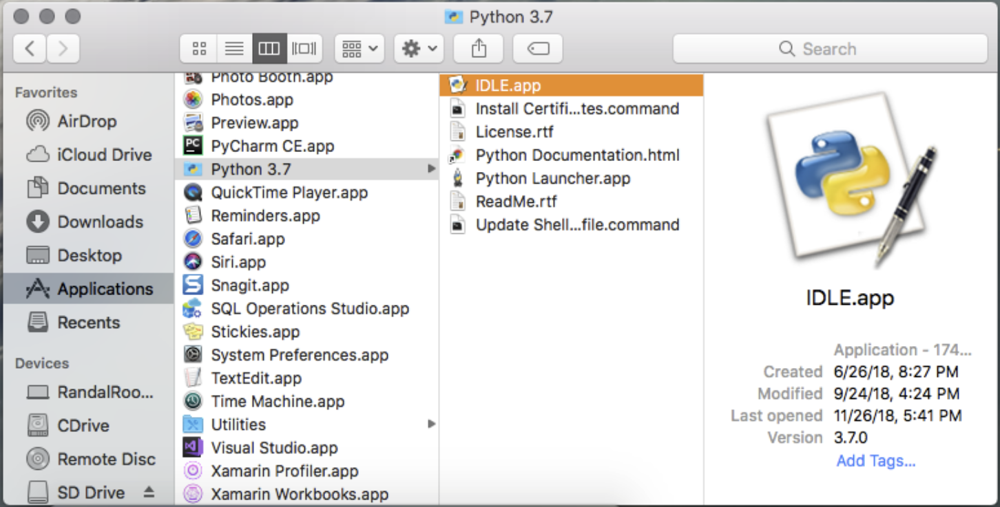 Python 3.7
Search
Favorites
AirDrop
iCloud Drive
Documents
Downloads
Desktop
Applications
Recents
Devices
RandalRoo...
CDrive
Remote Disc
SD Drive
Photo Booth.app
Photos.app
Preview.app
PC PyCharm CE.app
Python 3.7
QuickTime Player.app
Reminders.app
Safari.app
Siri.app
Snagit.app
SQL Operations Studio.app
Stickies.app
System Preferences.app
TextEdit.app
Time Machine.app
Utilities
Visual Studio.app
Xamarin Profiler.app
Xamarin Workbooks.app
IDLE.app
Install Certifi...tes.command
License.rtf
Python Documentation.html
Python Launcher.app
ReadMe.rtf
Update Shell...file.command
IDLE.app
Application - 174...
Created 6/26/18, 8:27 PM
Modified 9/24/18, 4:24 PM
Last opened 11/26/18, 5:41 PM
Version 3.7.0
Add Tags...